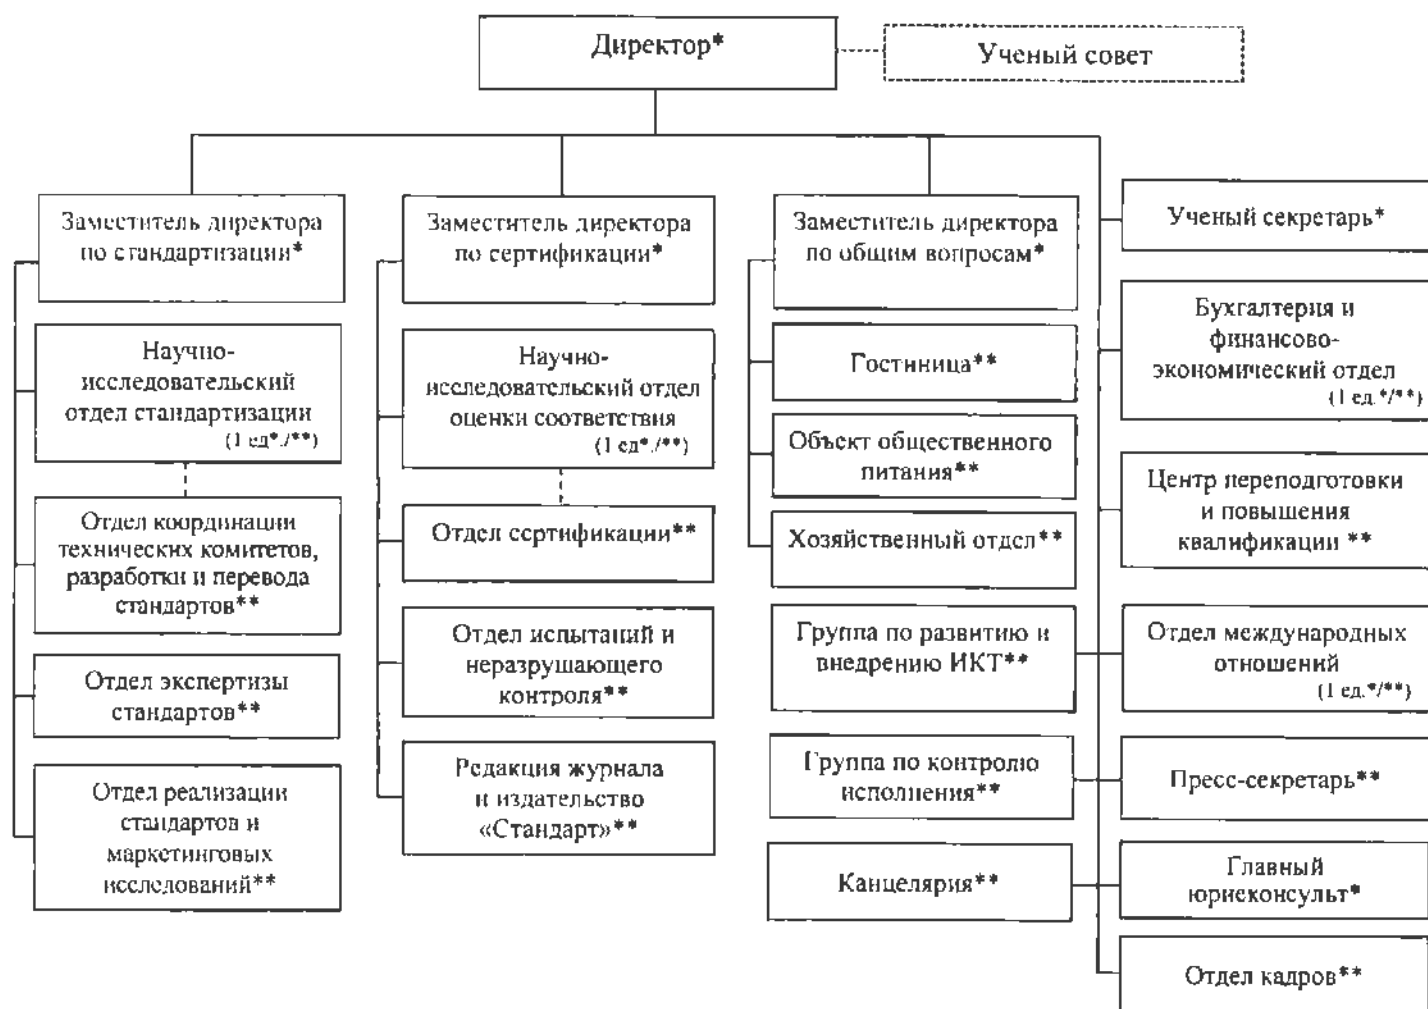 Директор*
Ученый совет
Заместитель директора
по стандартизации*
Научно-
исследовательский
отдел стандартизации
(1 ед*./**)
Отдел координации
технических комитетов,
разработки и перевода
стандартов**
Отдел экспертизы
стандартов**
Отдел реализации
стандартов и
маркетинговых
исследований**
Заместитель директора
по сертификации*
Научно-
исследовательский отдел
оценки соответствия
(1 ед*./**)
Отдел сертификации**
Отдел испытаний и
неразрушающего
контроля**
Редакция журнала
и издательство
«Стандарт»**
Заместитель директора
по общим вопросам*
Гостиница**
Объект общественного
питания**
Хозяйственный отдел**
Группа по развитию и
внедрению ИКТ**
Группа по контролю
исполнения**
Канцелярия**
Ученый секретарь*
Бухгалтерия и
финансово-
экономический отдел
(1 ед.*/**)
Центр переподготовки
и повышения
квалификации **
Отдел международных
отношений
(1 ед.*/**)
Пресс-секретарь**
Главный
юрисконсульт*
Отдел кадров**